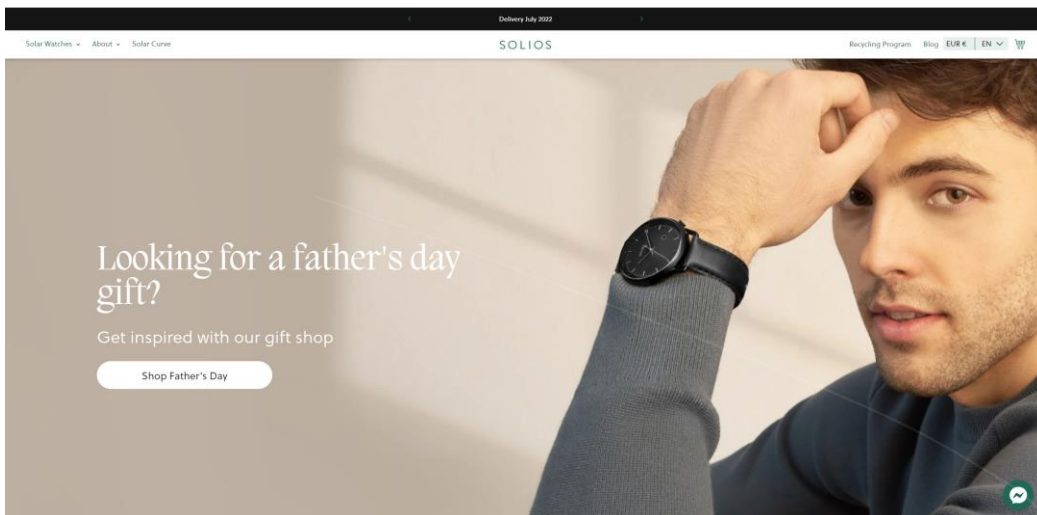 Delivery July 2022
Solar Watches About Solar Curve SOLIOS Recycling Program Blog EUR € EN
Looking for a father's day
gift?
Get inspired with our gift shop
Shop Father's Day